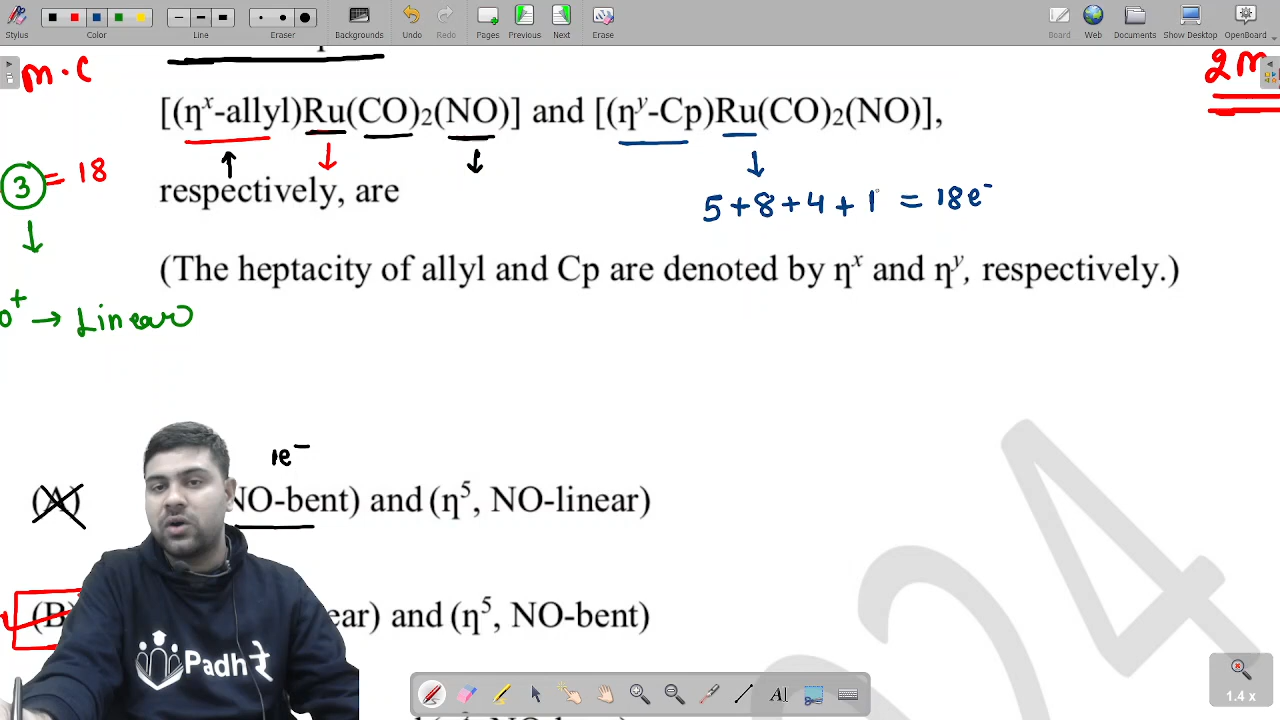 Stylus
Line
Eraser
Backgrounds
Undo
Redo
Pages
Previous
Next
Erase
Board
Web
Documents
Show Desktop
OpenBoard
m.c
2M
[(ηˣ-allyl)Ru(CO)₂(NO)] and [(ηʸ-Cp)Ru(CO)₂(NO)],
3 = 18
respectively, are
5+8+4+1 = 18e⁻
(The heptacity of allyl and Cp are denoted by ηˣ and ηʸ, respectively.)
→ Linear
1e⁻
(A) NO-bent) and (η⁵, NO-linear)
(B) ear) and (η⁵, NO-bent)
Padhरे
24
1.4 x